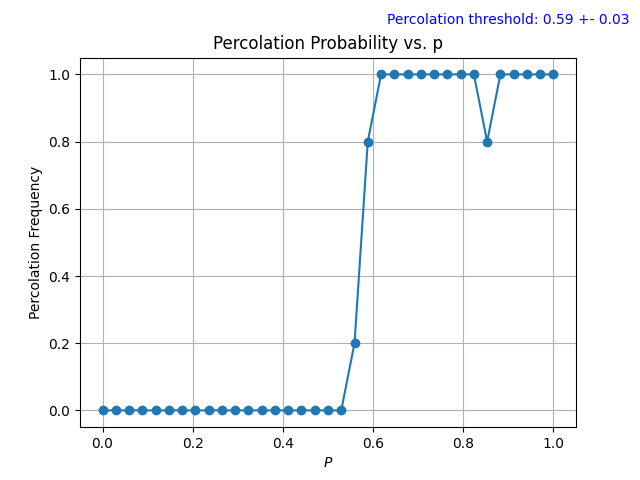 Percolation threshold: 0.59 +- 0.03
Percolation Probability vs. p
1.0
0.8
0.6
0.4
0.2
0.0
Percolation Frequency
0.0 0.2 0.4 0.6 0.8 1.0
P